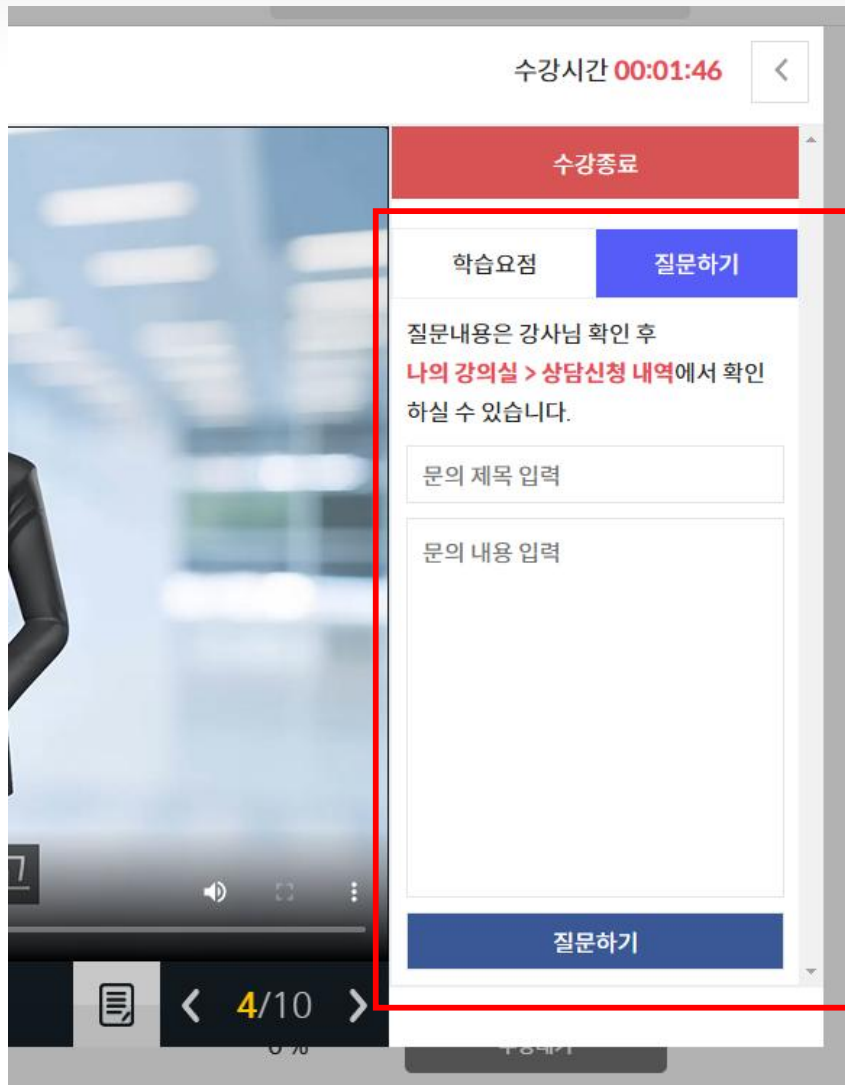 수강시간 00:01:46
수강종료
학습요점 질문하기
질문내용은 강사님 확인 후
나의 강의실 > 상담신청 내역에서 확인
하실 수 있습니다.
문의 제목 입력
문의 내용 입력
질문하기
4/10